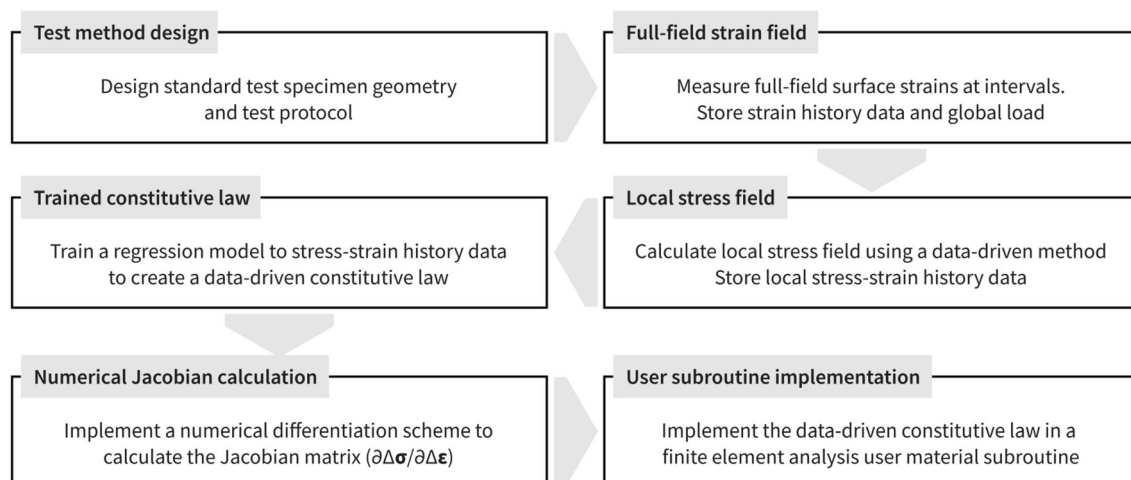 Test method design
Design standard test specimen geometry
and test protocol
Full-field strain field
Measure full-field surface strains at intervals.
Store strain history data and global load
Local stress field
Calculate local stress field using a data-driven method
Store local stress-strain history data
Trained constitutive law
Train a regression model to stress-strain history data
to create a data-driven constitutive law
Numerical Jacobian calculation
Implement a numerical differentiation scheme to
calculate the Jacobian matrix (∂Δσ/∂Δε)
User subroutine implementation
Implement the data-driven constitutive law in a
finite element analysis user material subroutine